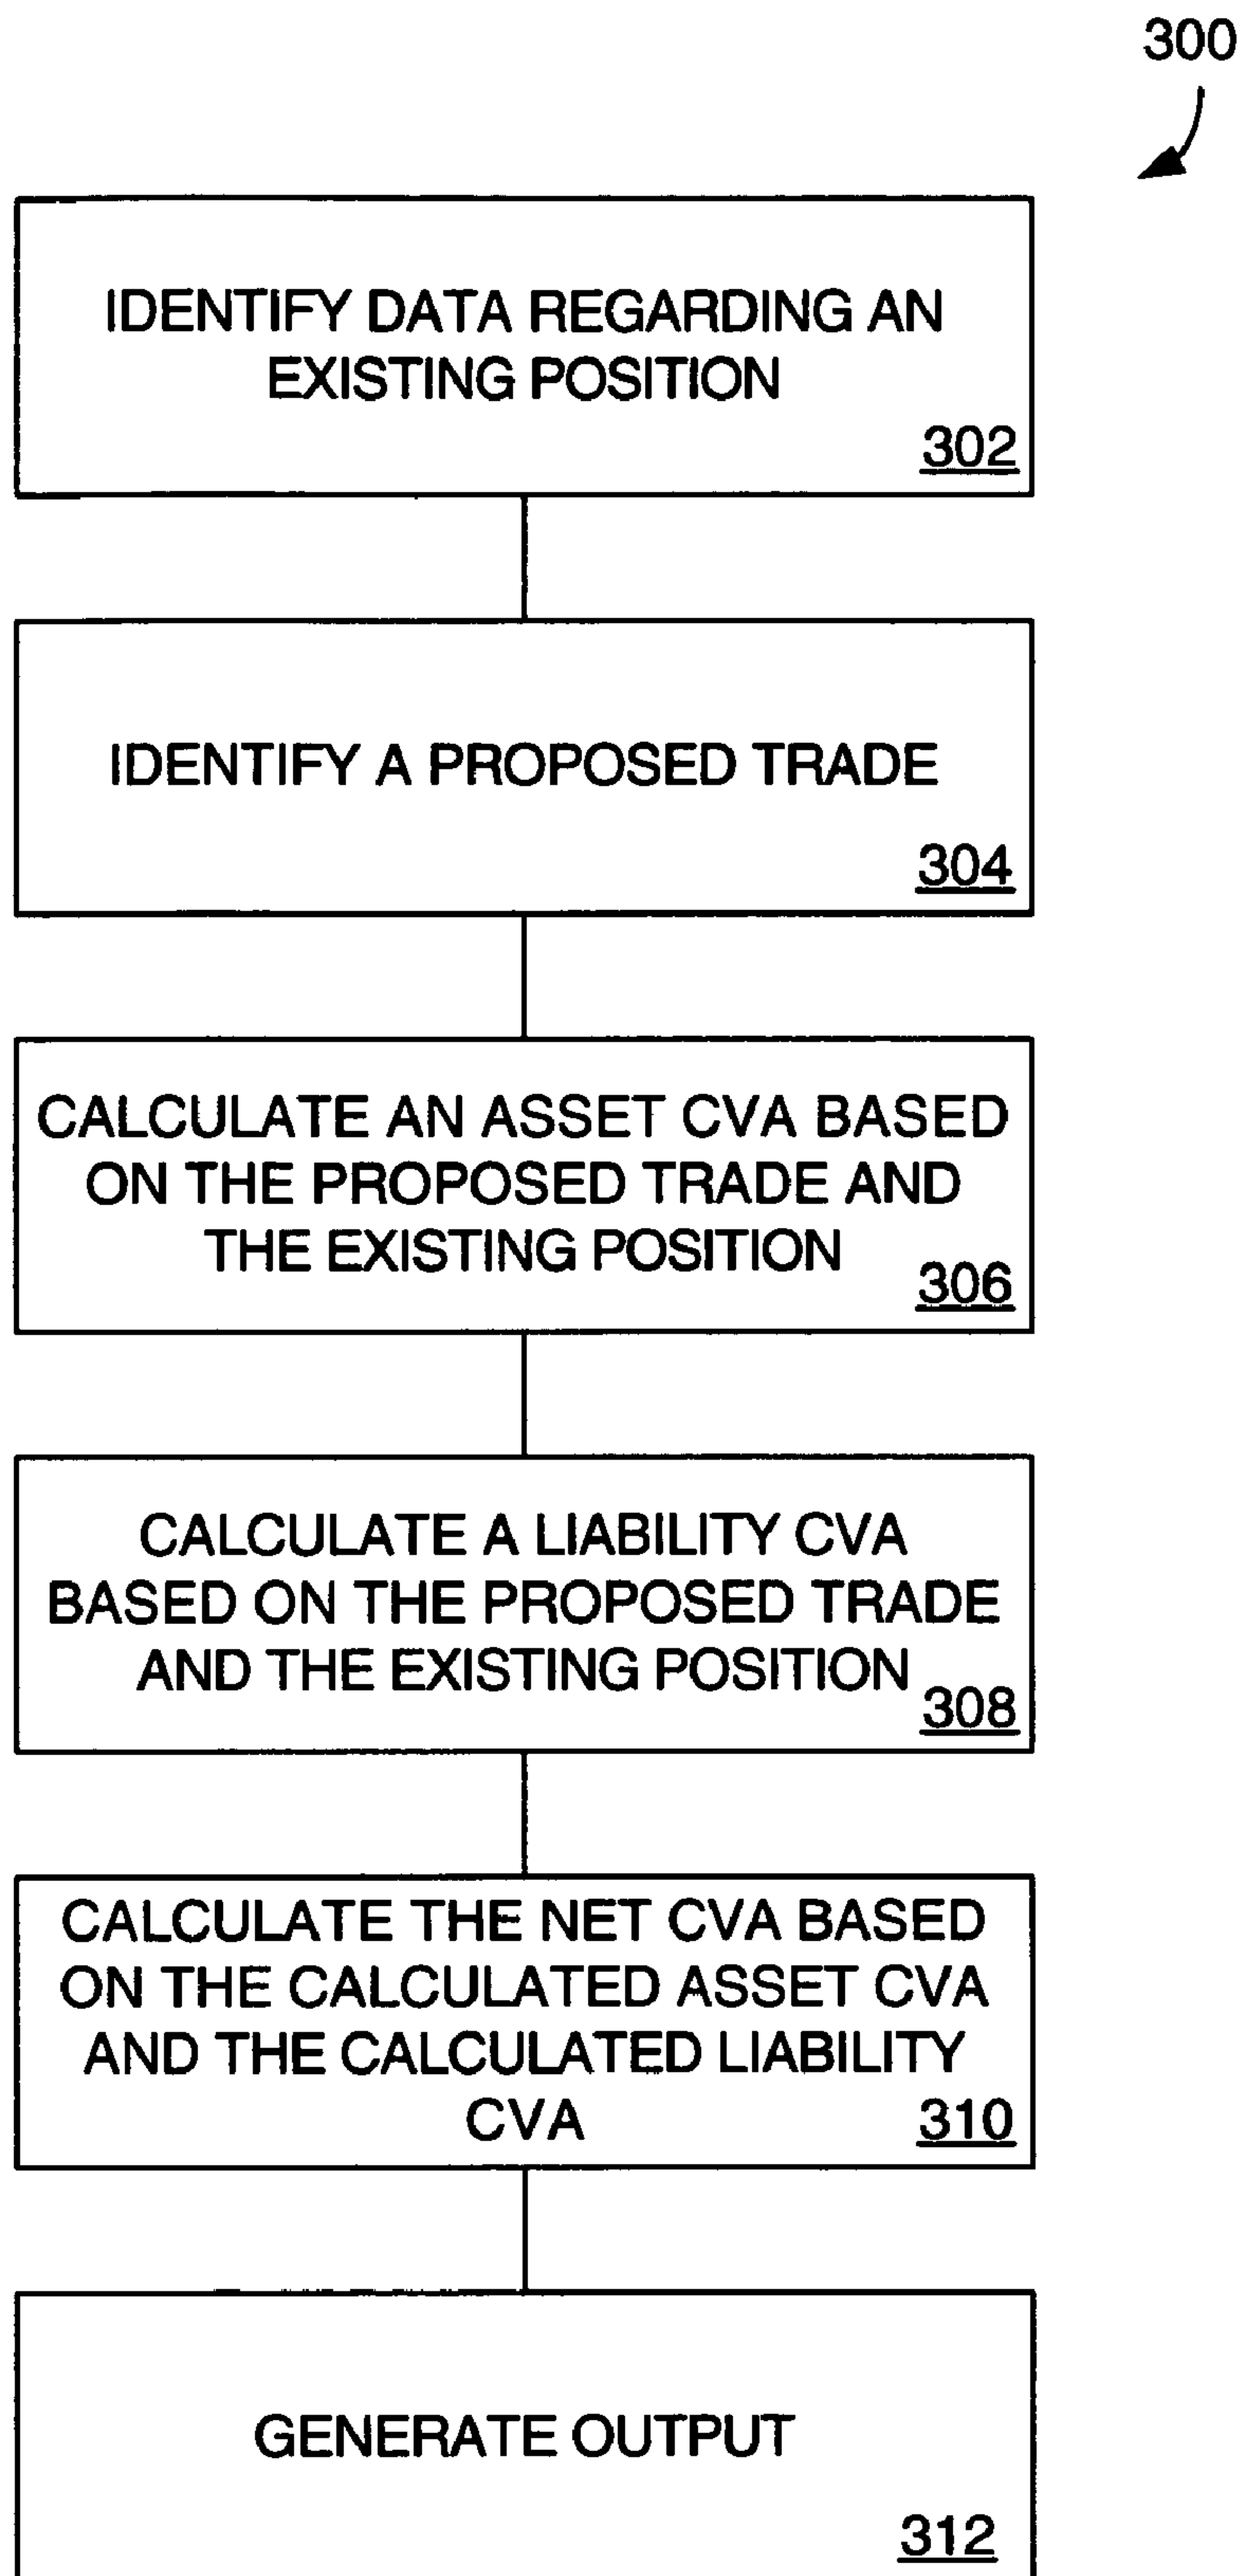 300
IDENTIFY DATA REGARDING AN
EXISTING POSITION
302
IDENTIFY A PROPOSED TRADE
304
CALCULATE AN ASSET CVA BASED
ON THE PROPOSED TRADE AND
THE EXISTING POSITION
306
CALCULATE A LIABILITY CVA
BASED ON THE PROPOSED TRADE
AND THE EXISTING POSITION
308
CALCULATE THE NET CVA BASED
ON THE CALCULATED ASSET CVA
AND THE CALCULATED LIABILITY
CVA
310
GENERATE OUTPUT
312